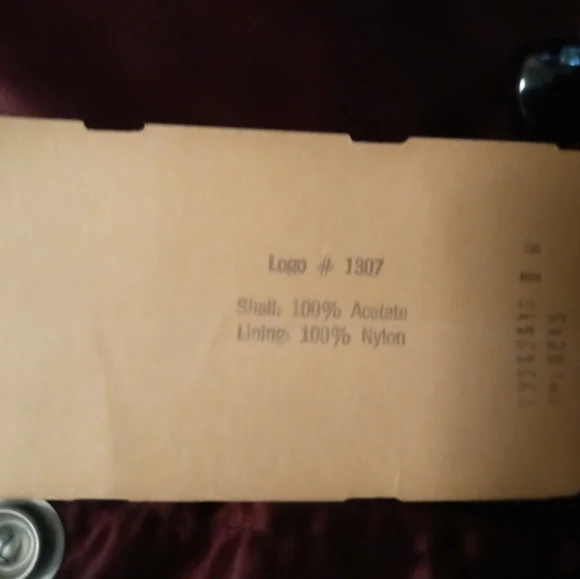 Logo # 1307
Shell: 100% Acetate
Lining: 100% Nylon